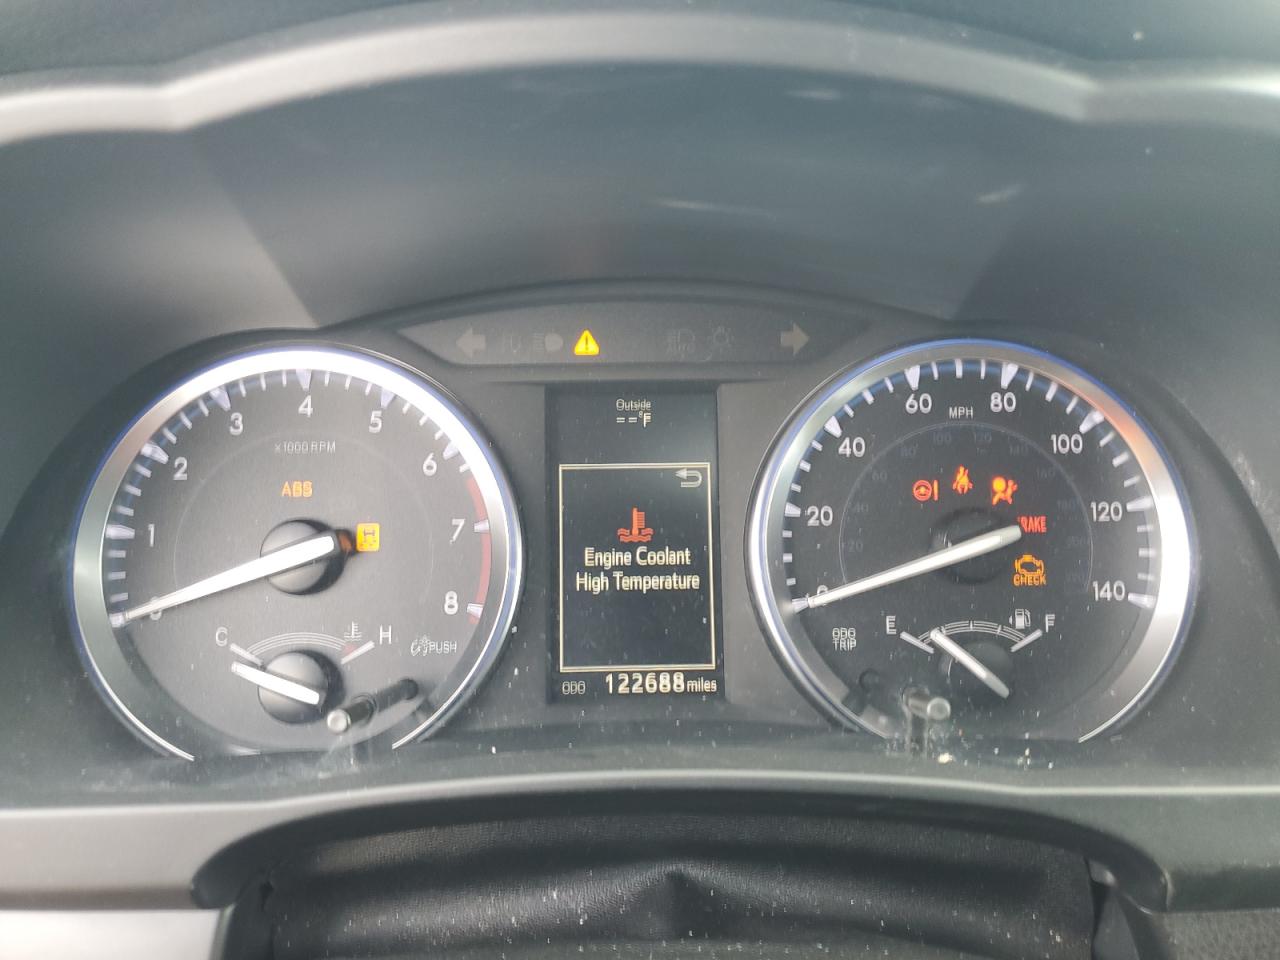 Outside
--°F
Engine Coolant
High Temperature
ODO 122688 miles
0
1
2
3
4
5
6
7
8
x1000 RPM
ABS
C
H
PUSH
0
20
40
60
80
100
120
140
MPH
BRAKE
CHECK
ODO
TRIP
E
F